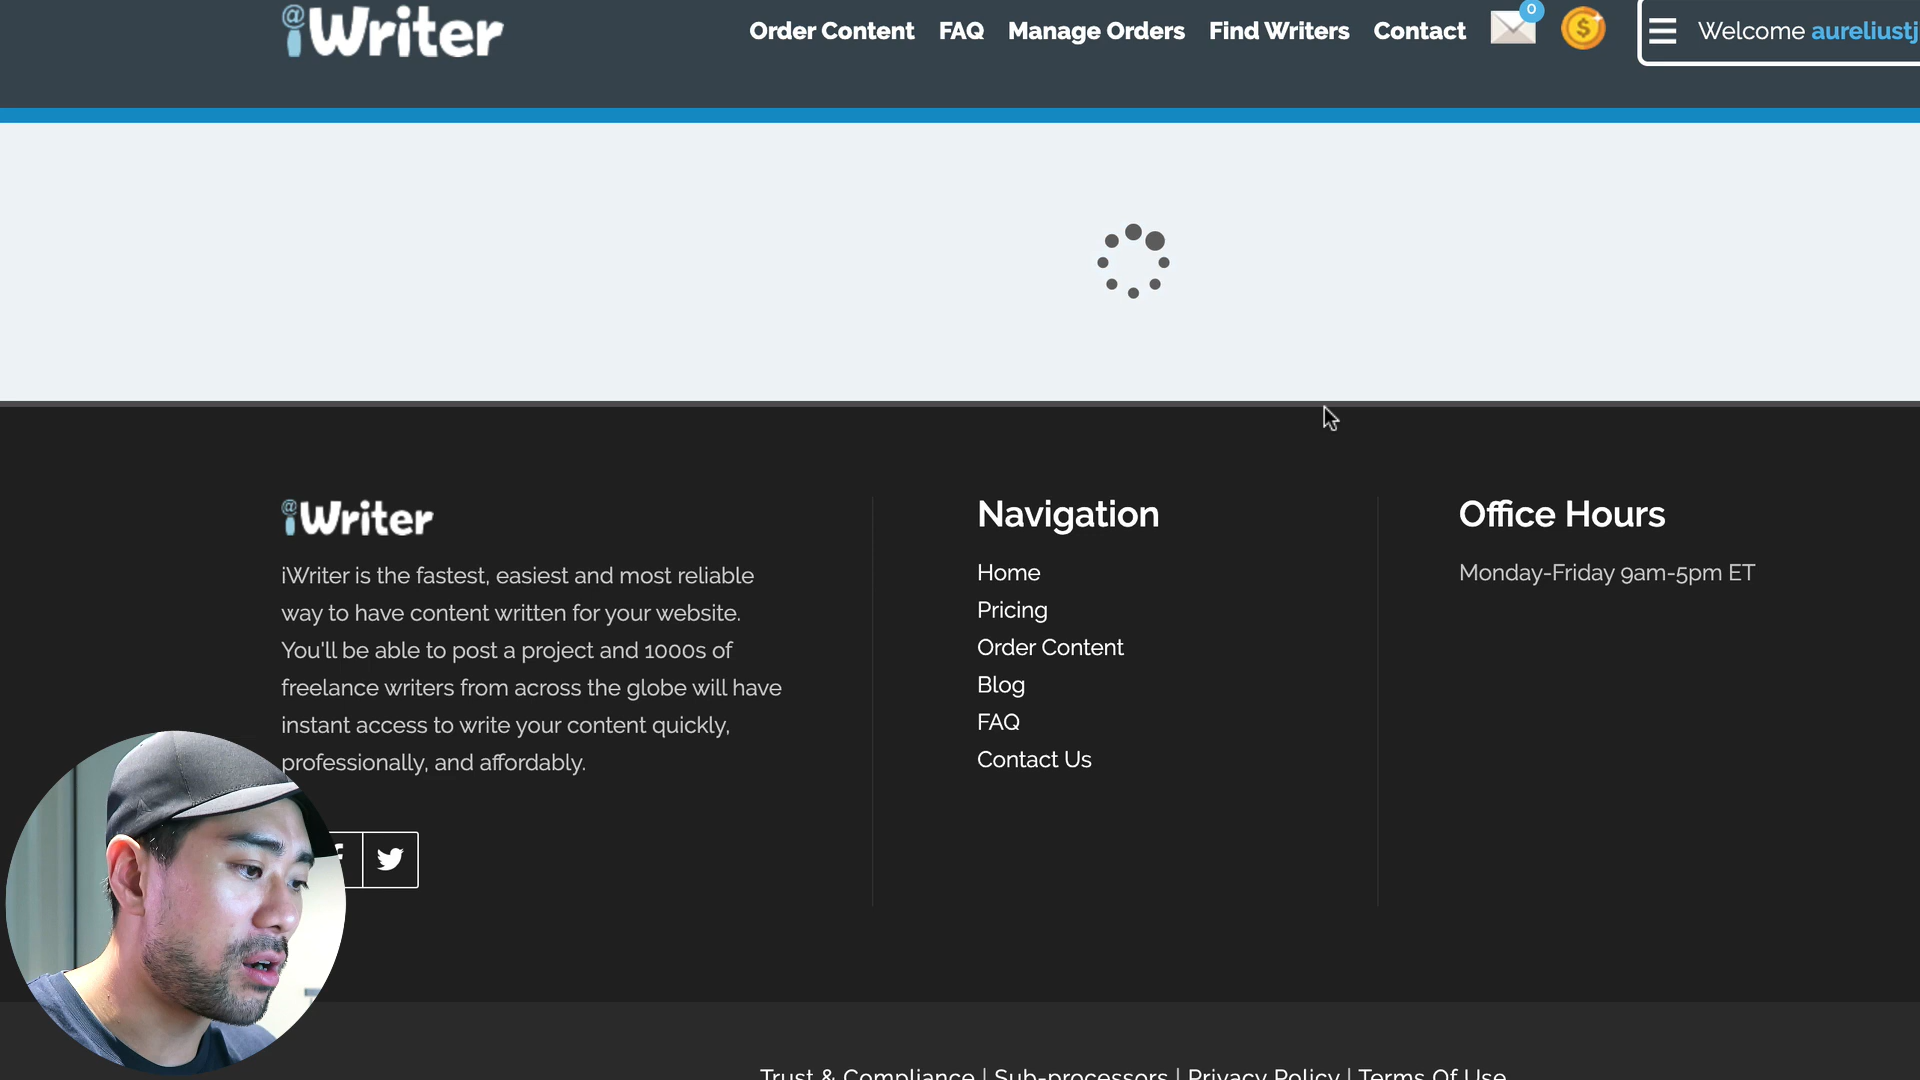 @iWriter
Order Content FAQ Manage Orders Find Writers Contact 0 Welcome aureliustj
@iWriter
iWriter is the fastest, easiest and most reliable
way to have content written for your website.
You'll be able to post a project and 1000s of
freelance writers from across the globe will have
instant access to write your content quickly,
professionally, and affordably.
Navigation
Home
Pricing
Order Content
Blog
FAQ
Contact Us
Office Hours
Monday-Friday 9am-5pm ET
Trust & Compliance | Sub-processors | Privacy Policy | Terms Of Use